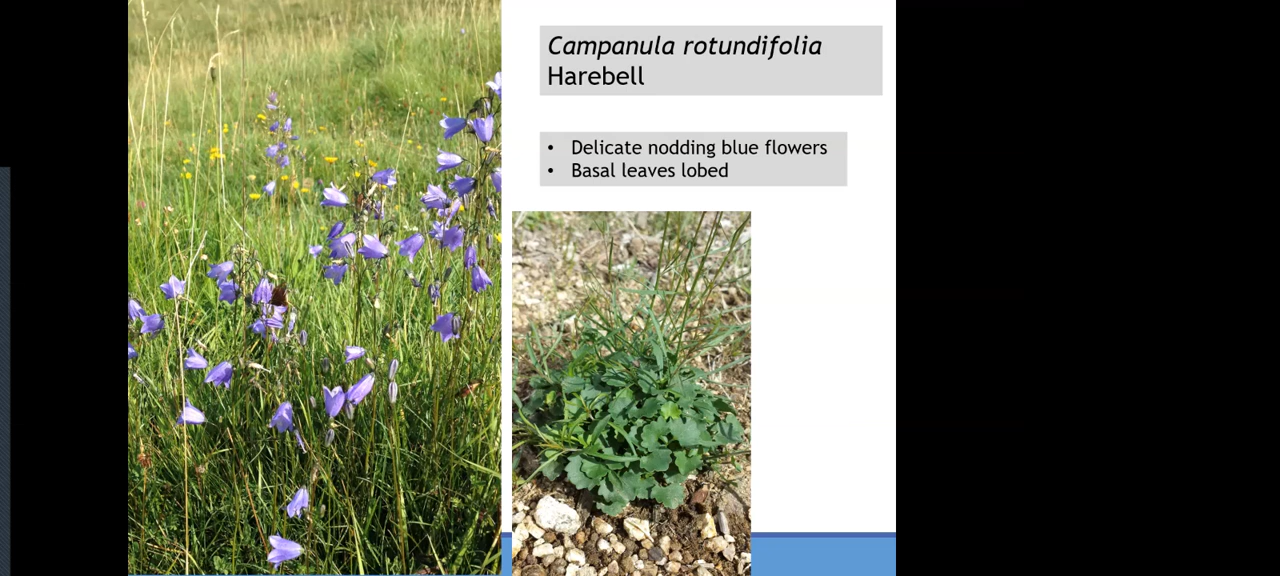 Campanula rotundifolia
Harebell
• Delicate nodding blue flowers
• Basal leaves lobed